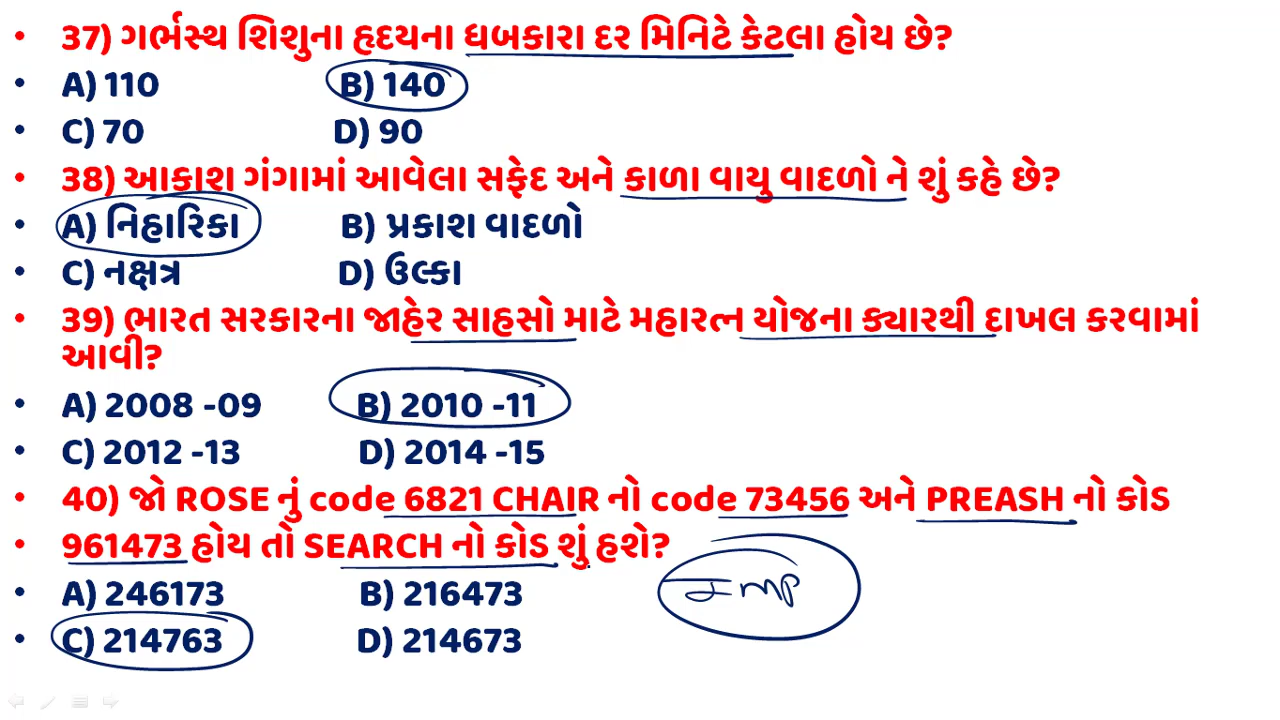 • 37) ગર્ભસ્થ શિશુના હૃદયના ધબકારા દર મિનિટે કેટલા હોય છે?
• A) 110 B) 140
• C) 70 D) 90
• 38) આકાશ ગંગામાં આવેલા સફેદ અને કાળા વાયુ વાદળો ને શું કહે છે?
• A) નિહારિકા B) પ્રકાશ વાદળો
• C) નક્ષત્ર D) ઉલ્કા
• 39) ભારત સરકારના જાહેર સાહસો માટે મહારત્ન યોજના ક્યારથી દાખલ કરવામાં
આવી?
• A) 2008 -09 B) 2010 -11
• C) 2012 -13 D) 2014 -15
• 40) જો ROSE નું code 6821 CHAIR નો code 73456 અને PREASH નો કોડ
• 961473 હોય તો SEARCH નો કોડ શું હશે?
• A) 246173 B) 216473
Imp
• C) 214763 D) 214673